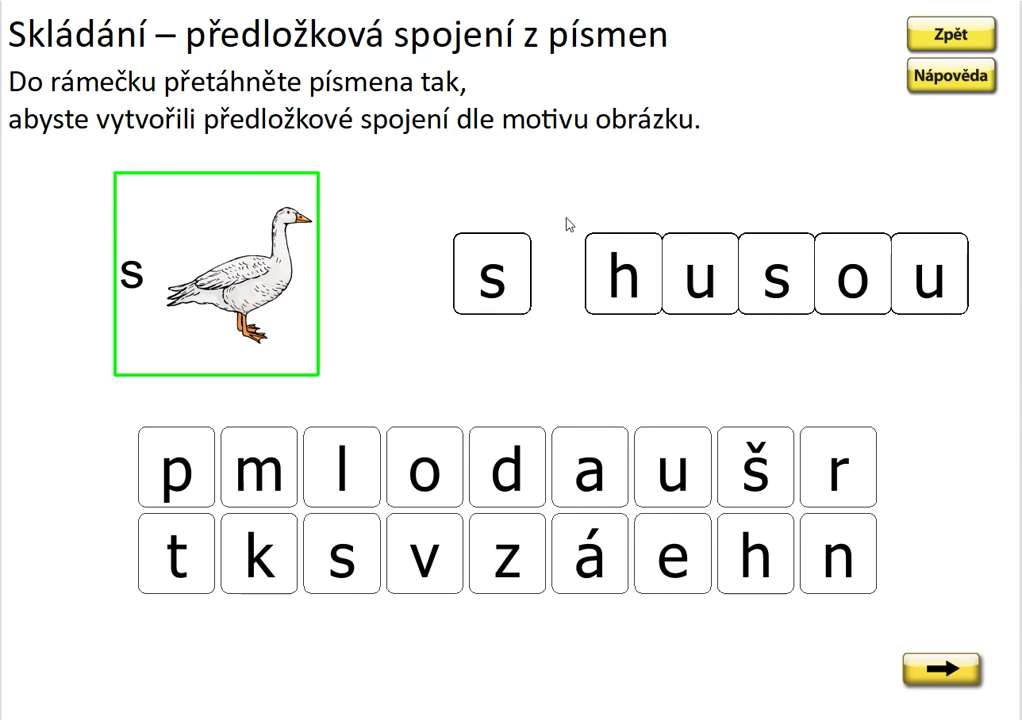 Skládání – předložková spojení z písmen
Zpět
Do rámečku přetáhněte písmena tak,
Nápověda
abyste vytvořili předložkové spojení dle motivu obrázku.
s
s h u s o u
p m l o d a u š r
t k s v z á e h n